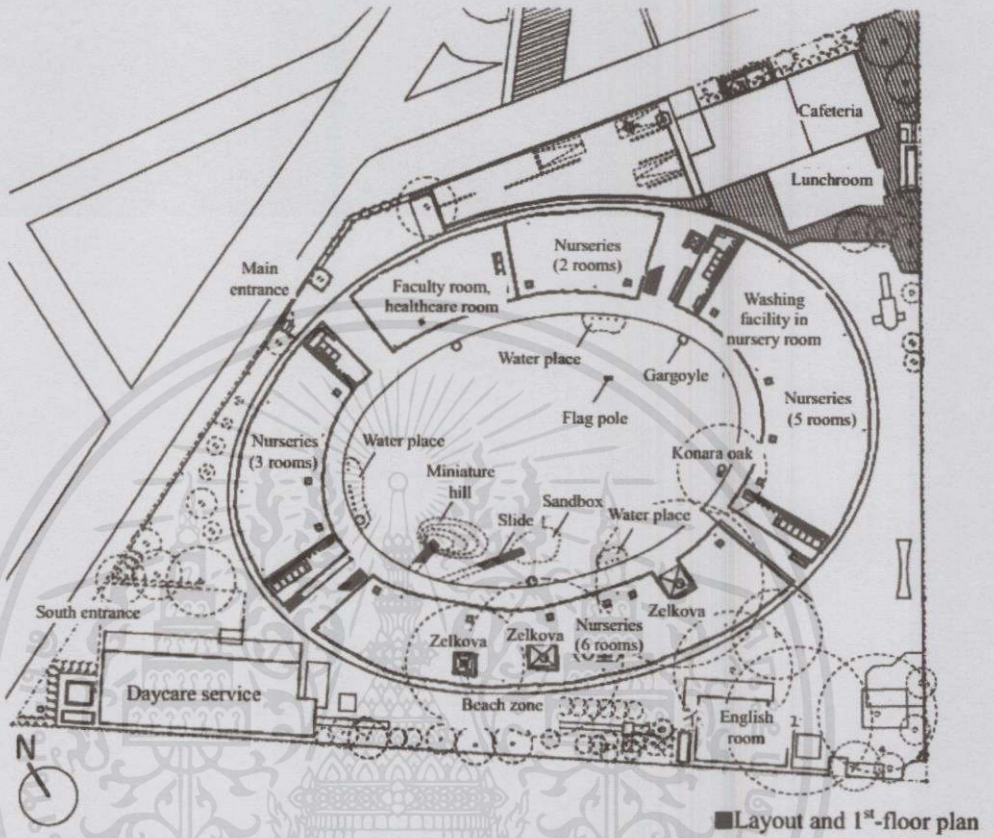 Cafeteria
Lunchroom
Nurseries
(2 rooms)
Main
entrance
Faculty room,
healthcare room
Washing
facility in
nursery room
Water place
Gargoyle
Flag pole
Nurseries
(5 rooms)
Nurseries
(3 rooms)
Water place
Konara oak
Miniature
hill
Sandbox
Slide
Water place
South entrance
Zelkova
Zelkova
Zelkova
Nurseries
(6 rooms)
Daycare service
Beach zone
English
room
N
■Layout and 1st-floor plan